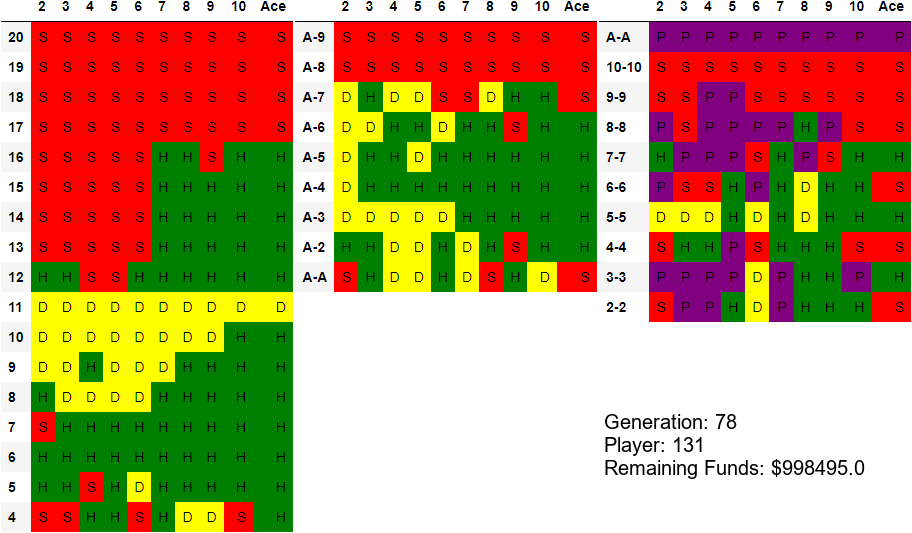 2 3 4 5 6 7 8 9 10 Ace 2 3 4 5 6 7 8 9 10 Ace 2 3 4 5 6 7 8 9 10 Ace
20 S S S S S S S S S S A-9 S S S S S S S S S S A-A P P P P P P P P P P
19 S S S S S S S S S S A-8 S S S S S S S S S S 10-10 S S S S S S S S S S
18 S S S S S S S S S S A-7 D H D D S S D H H S 9-9 S S P P S S S S S S
17 S S S S S S S S S S A-6 D D H H D H H S H H 8-8 P S P P P P H P S S
16 S S S S S H H S H H A-5 D H H D H H H H H H 7-7 H P P P S H P S H H
15 S S S S S H H H H H A-4 D H H H H H H H H H 6-6 P S S H P H D H H S
14 S S S S S H H H H H A-3 D D D D D H H H H H 5-5 D D D H D H D H H H
13 S S S S S H H H H H A-2 H H D D H D H S H H 4-4 S H H P S H H H S S
12 H H S S H H H H H H A-A S H D D H D S H D S 3-3 P P P P D P H H P H
11 D D D D D D D D D D 2-2 S P P H D P H H H S
10 D D D D D D D D H H
9 D D H D D D H H H H
8 H D D D D H H H H H
7 S H H H H H H H H H
6 H H H H H H H H H H
5 H H S H D H H H H H
4 S S H H S H D D S H
Generation: 78
Player: 131
Remaining Funds: $998495.0